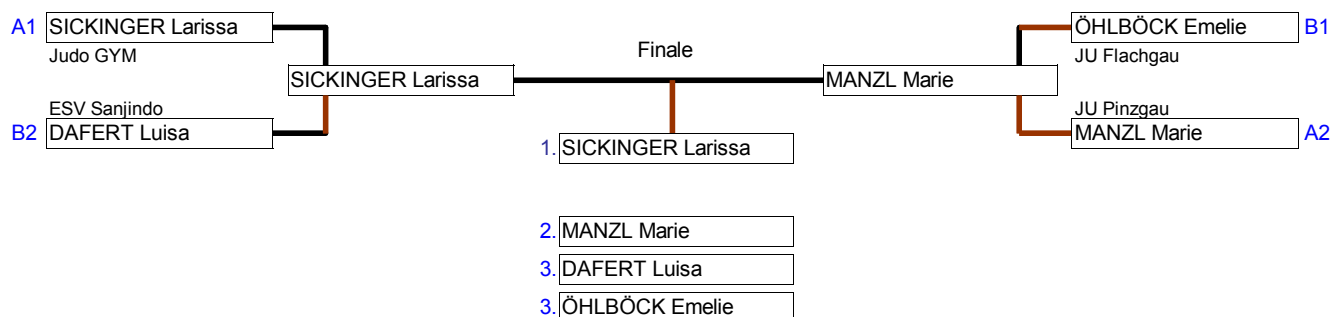 A1 SICKINGER Larissa
Judo GYM
SICKINGER Larissa
ESV Sanjindo
B2 DAFERT Luisa
Finale
ÖHLBÖCK Emelie B1
JU Flachgau
MANZL Marie
JU Pinzgau
MANZL Marie A2
1. SICKINGER Larissa
2. MANZL Marie
3. DAFERT Luisa
3. ÖHLBÖCK Emelie